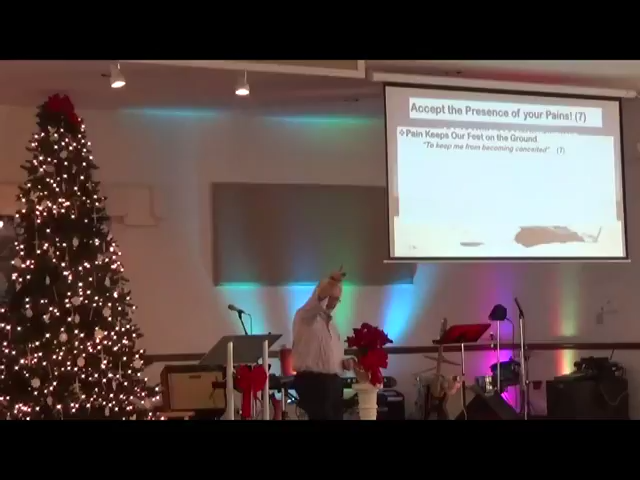 Accept the Presence of your Pains! (7)
❖Pain Keeps Our Feet on the Ground
"To keep me from becoming conceited" (7)